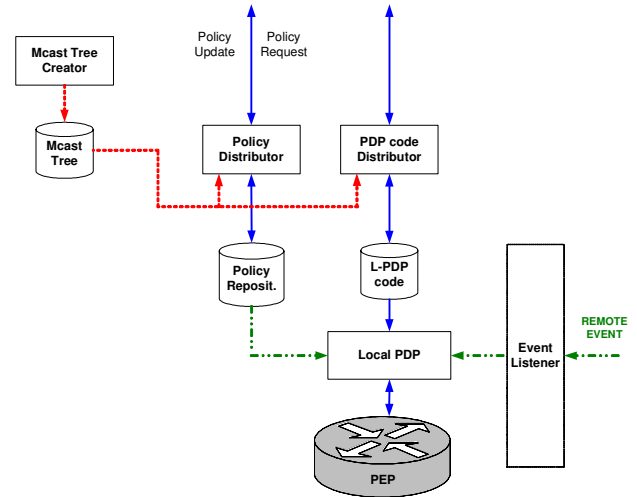 Policy
Update
Policy
Request
Mcast Tree
Creator
Mcast
Tree
Policy
Distributor
PDP code
Distributor
Policy
Reposit.
L-PDP
code
REMOTE
EVENT
Local PDP
Event
Listener
PEP